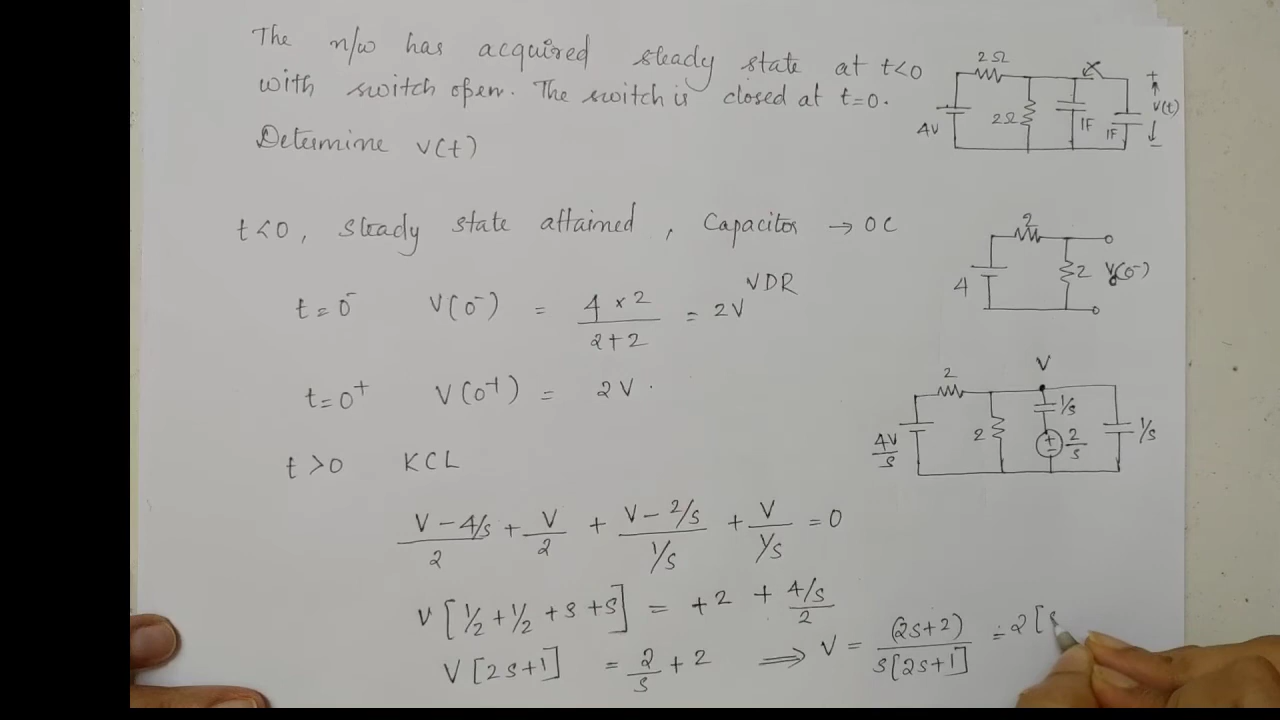 The n/w has acquired steady state at t<0
with switch open. The switch is closed at t=0.
Determine v(t)
2Ω
4V
2Ω
1F
1F
+
v(t)
-
t<0, steady state attained, Capacitor → OC
2
4
2
V(0⁻)
t=0⁻ V(0⁻) = 4×2/2+2 = 2V VDR
t=0⁺ V(0⁺) = 2V.
V
2
4V/s
2
1/s
2/s
1/s
t>0 KCL
V-4/s/2 + V/2 + V-2/s/1/s + V/1/s = 0
V[1/2+1/2+s+s] = +2 + 4/s/2
V[2s+1] = 2/s + 2 ⟹ V = (2s+2)/s[2s+1] = 2[s